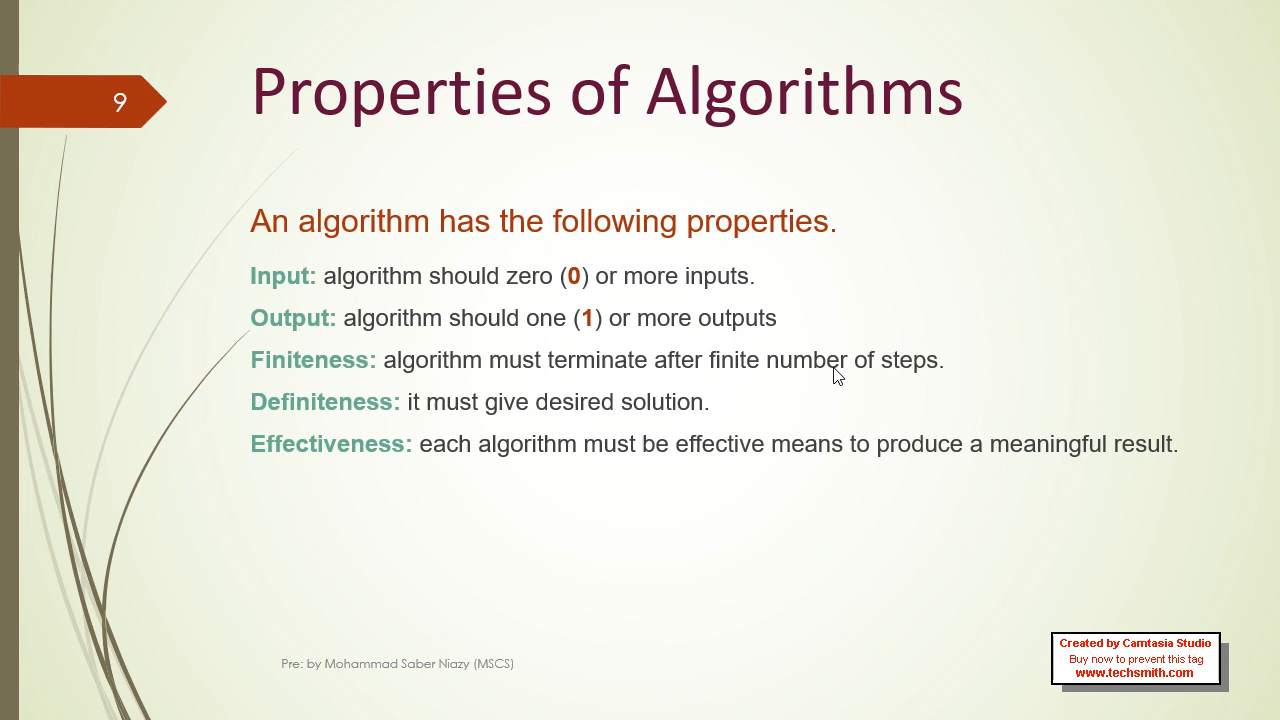 9
Properties of Algorithms
An algorithm has the following properties.
Input: algorithm should zero (0) or more inputs.
Output: algorithm should one (1) or more outputs
Finiteness: algorithm must terminate after finite number of steps.
Definiteness: it must give desired solution.
Effectiveness: each algorithm must be effective means to produce a meaningful result.
Pre: by Mohammad Saber Niazy (MSCS)
Created by Camtasia Studio
Buy now to prevent this tag
www.techsmith.com